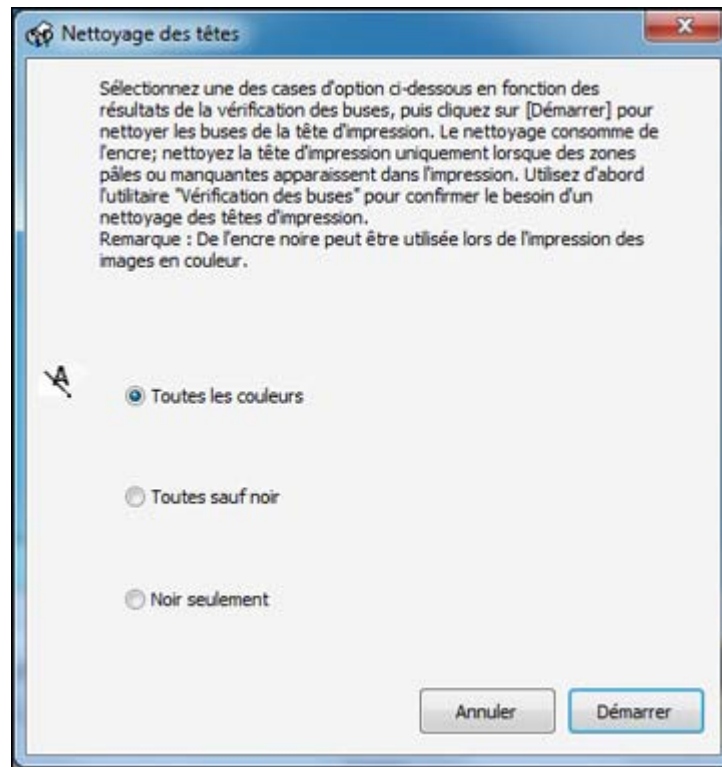 Nettoyage des têtes
Sélectionnez une des cases d'option ci-dessous en fonction des
résultats de la vérification des buses, puis cliquez sur [Démarrer] pour
nettoyer les buses de la tête d'impression. Le nettoyage consomme de
l'encre; nettoyez la tête d'impression uniquement lorsque des zones
pâles ou manquantes apparaissent dans l'impression. Utilisez d'abord
l'utilitaire "Vérification des buses" pour confirmer le besoin d'un
nettoyage des têtes d'impression.
Remarque : De l'encre noire peut être utilisée lors de l'impression des
images en couleur.
A
Toutes les couleurs
Toutes sauf noir
Noir seulement
Annuler Démarrer